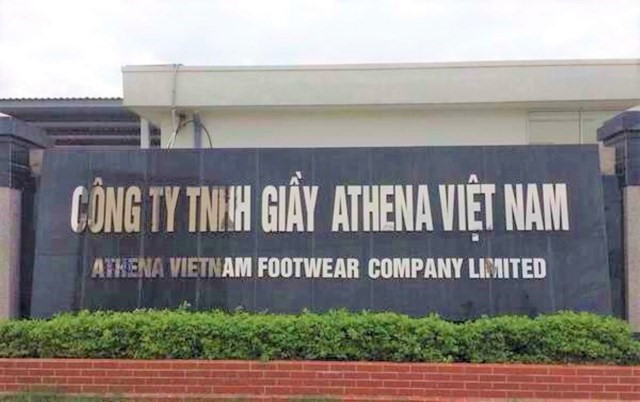 CÔNG TY TNHH GIẦY ATHENA VIỆT NAM
ATHENA VIETNAM FOOTWEAR COMPANY LIMITED